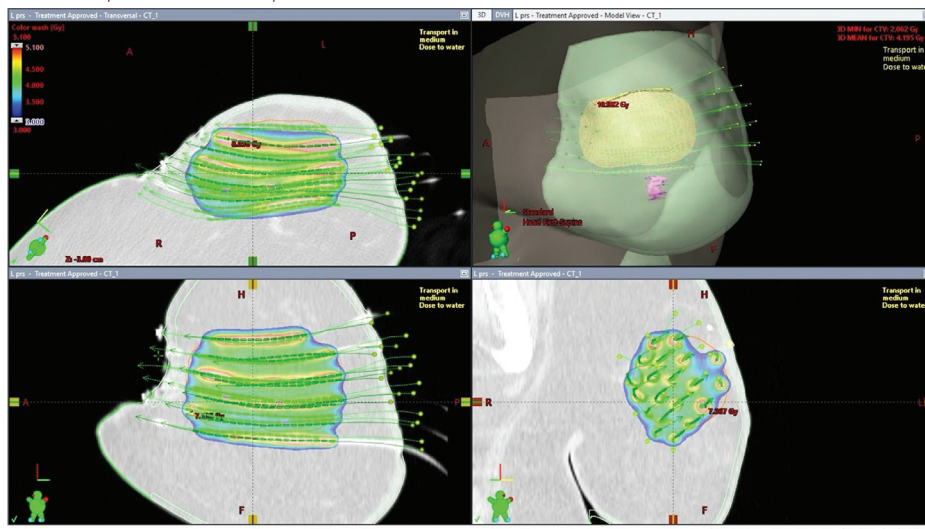 L prs - Treatment Approved - Transversal - CT_1
Color wash (Gy)
5.100
5.100
4.500
4.000
3.500
3.000
3.000
A
L
Transport in
medium
Dose to water
R
P
Z: -3.00 cm
3D DVH L prs - Treatment Approved - Model View - CT_1
H
3D MIN for CTV: 2.062 Gy
3D MEAN for CTV: 4.195 Gy
Transport in
medium
Dose to water
A
P
Standard
F
L prs - Treatment Approved - CT_1
H
Transport in
medium
Dose to water
A
P
F
L prs - Treatment Approved - CT_1
H
Transport in
medium
Dose to water
R
L
7.367 Gy
F